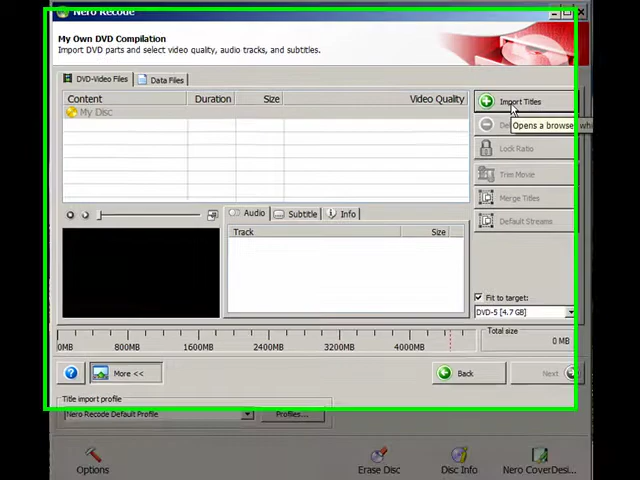 Nero Recode
My Own DVD Compilation
Import DVD parts and select video quality, audio tracks, and subtitles.
DVD-Video Files
Data Files
Content Duration Size Video Quality
My Disc
Import Titles
Opens a browse
Lock Ratio
Trim Movie
Merge Titles
Default Streams
Audio Subtitle Info
Track Size
Fit to target:
DVD-5 [4.7 GB]
Total size
0 MB
0MB 800MB 1600MB 2400MB 3200MB 4000MB
More <<
Back
Next
Title import profile
Nero Recode Default Profile
Profiles...
Options
Erase Disc
Disc Info
Nero CoverDesi...